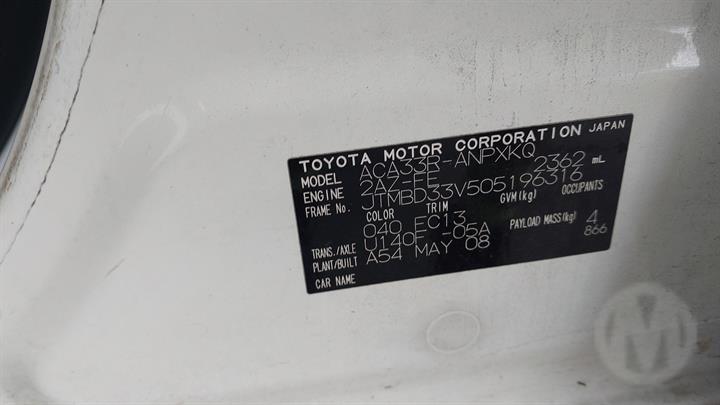 TOYOTA MOTOR CORPORATION JAPAN
MODEL ACA33R-ANPXKQ
ENGINE 2AZ-FE 2362 mL
FRAME No. JTMBD33V505196316
COLOR TRIM GVM(kg) OCCUPANTS
040 FC13
TRANS./AXLE U140F -05A PAYLOAD MASS(kg) 4
PLANT/BUILT A54 MAY 08 866
CAR NAME
M